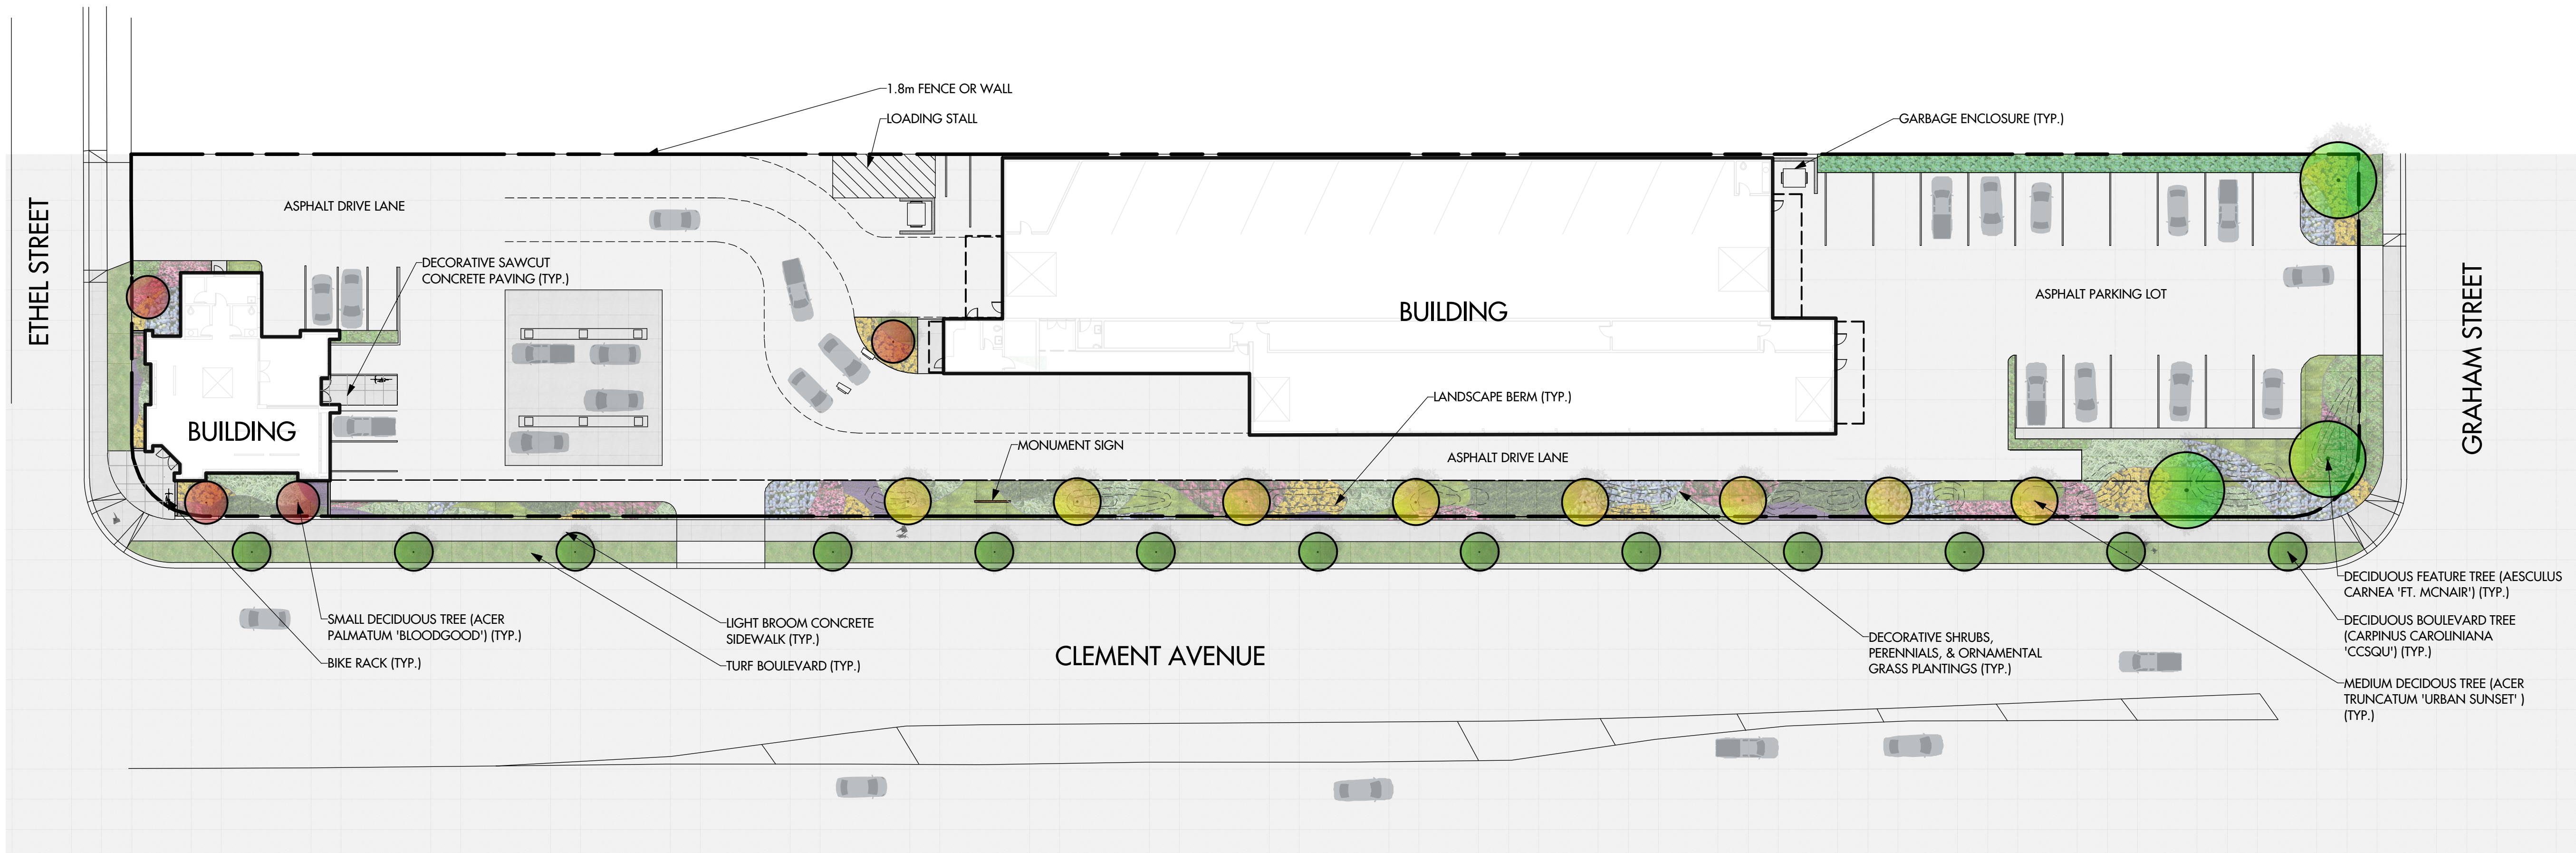 1.8m FENCE OR WALL
LOADING STALL
GARBAGE ENCLOSURE (TYP.)
ASPHALT DRIVE LANE
ETHEL STREET
DECORATIVE SAWCUT
CONCRETE PAVING (TYP.)
ASPHALT PARKING LOT
BUILDING
GRAHAM STREET
LANDSCAPE BERM (TYP.)
BUILDING
MONUMENT SIGN
ASPHALT DRIVE LANE
DECIDUOUS FEATURE TREE (AESCULUS
CARNEA 'FT. MCNAIR') (TYP.)
SMALL DECIDUOUS TREE (ACER
PALMATUM 'BLOODGOOD') (TYP.)
BIKE RACK (TYP.)
LIGHT BROOM CONCRETE
SIDEWALK (TYP.)
TURF BOULEVARD (TYP.)
CLEMENT AVENUE
DECORATIVE SHRUBS,
PERENNIALS, & ORNAMENTAL
GRASS PLANTINGS (TYP.)
DECIDUOUS BOULEVARD TREE
(CARPINUS CAROLINIANA
'CCSQU') (TYP.)
MEDIUM DECIDOUS TREE (ACER
TRUNCATUM 'URBAN SUNSET' )
(TYP.)